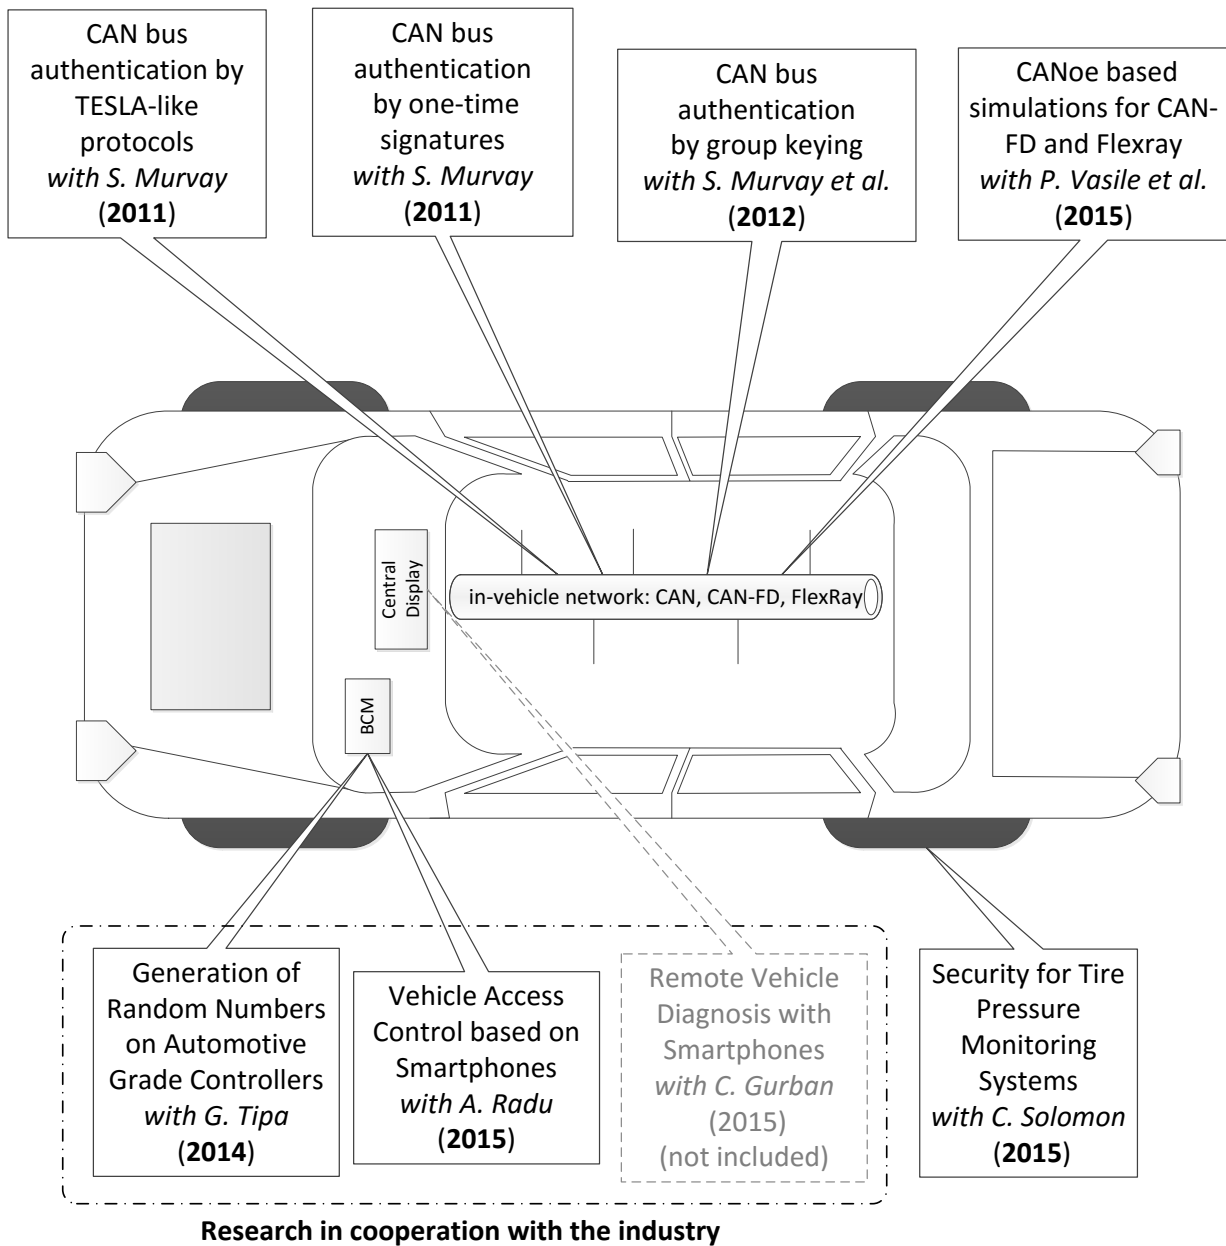 CAN bus
authentication by
TESLA-like
protocols
with S. Murvay
(2011)
CAN bus
authentication
by one-time
signatures
with S. Murvay
(2011)
CAN bus
authentication
by group keying
with S. Murvay et al.
(2012)
CANoe based
simulations for CAN-
FD and Flexray
with P. Vasile et al.
(2015)
Central
Display
in-vehicle network: CAN, CAN-FD, FlexRay
BCM
Generation of
Random Numbers
on Automotive
Grade Controllers
with G. Tipa
(2014)
Vehicle Access
Control based on
Smartphones
with A. Radu
(2015)
Remote Vehicle
Diagnosis with
Smartphones
with C. Gurban
(2015)
(not included)
Security for Tire
Pressure
Monitoring
Systems
with C. Solomon
(2015)
Research in cooperation with the industry